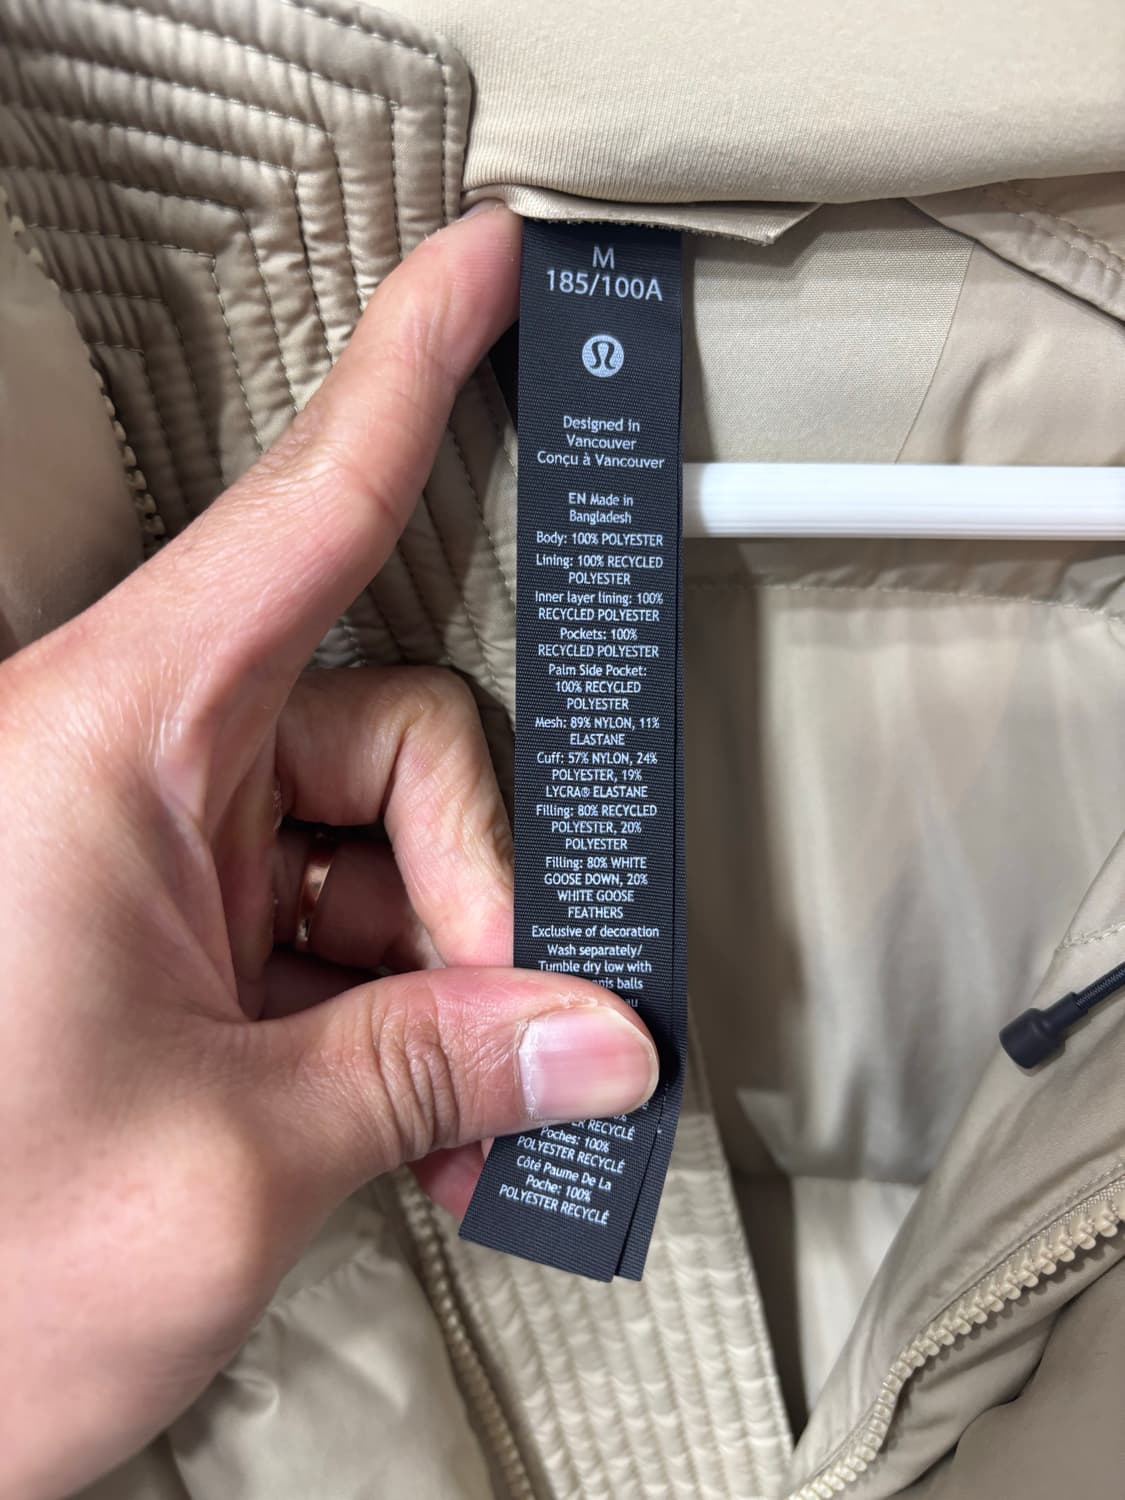 M
185/100A
Designed in
Vancouver
Conçu à Vancouver
EN Made in
Bangladesh
Body: 100% POLYESTER
Lining: 100% RECYCLED
POLYESTER
Inner layer lining: 100%
RECYCLED POLYESTER
Pockets: 100%
RECYCLED POLYESTER
Palm Side Pocket:
100% RECYCLED
POLYESTER
Mesh: 89% NYLON, 11%
ELASTANE
Cuff: 57% NYLON, 24%
POLYESTER, 19%
LYCRA® ELASTANE
Filling: 80% RECYCLED
POLYESTER, 20%
POLYESTER
Filling: 80% WHITE
GOOSE DOWN, 20%
WHITE GOOSE
FEATHERS
Exclusive of decoration
Wash separately/
Tumble dry low with
balls
RECYCLÉ
Poches: 100%
POLYESTER RECYCLÉ
Côté Paume De La
Poche: 100%
POLYESTER RECYCLÉ